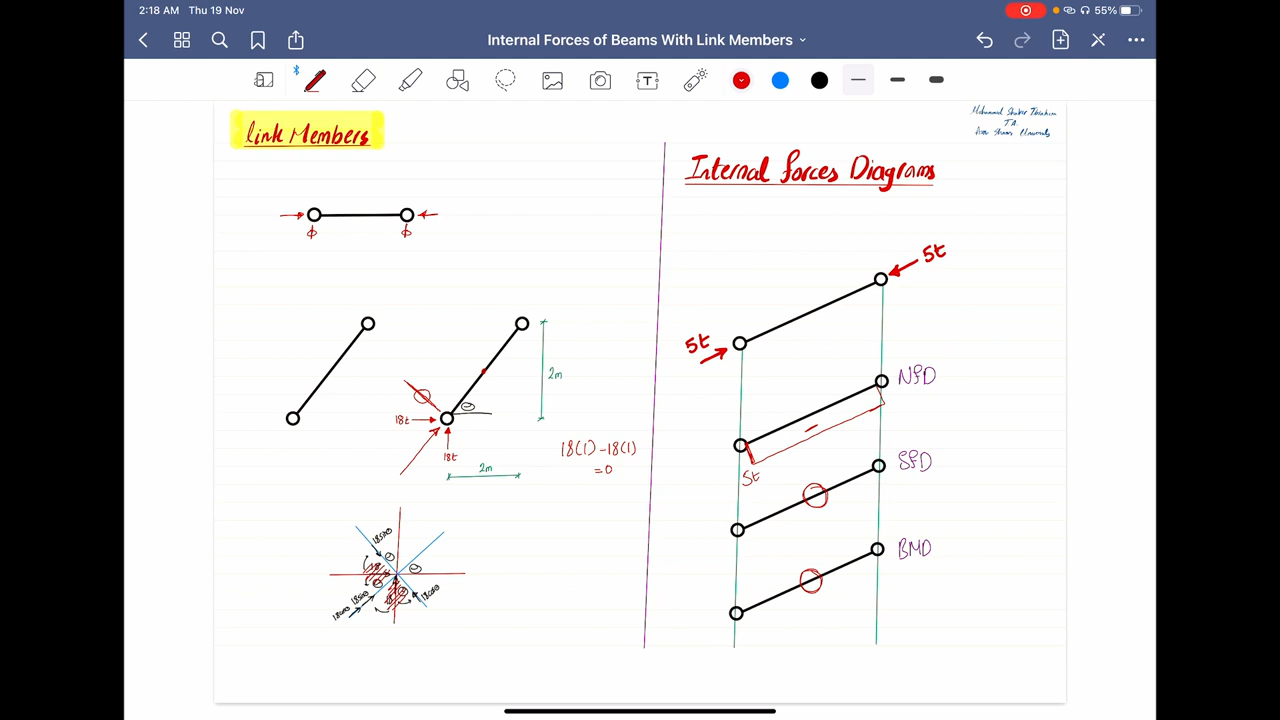 2:18 AM Thu 19 Nov
55%
Internal Forces of Beams With Link Members
T
T.A.
Link Members
Internal Forces Diagrams
φ φ
5t
5t
2m
18t
18t
2m
18(1) - 18(1)
= 0
NFD
-
5t
SFD
BMD